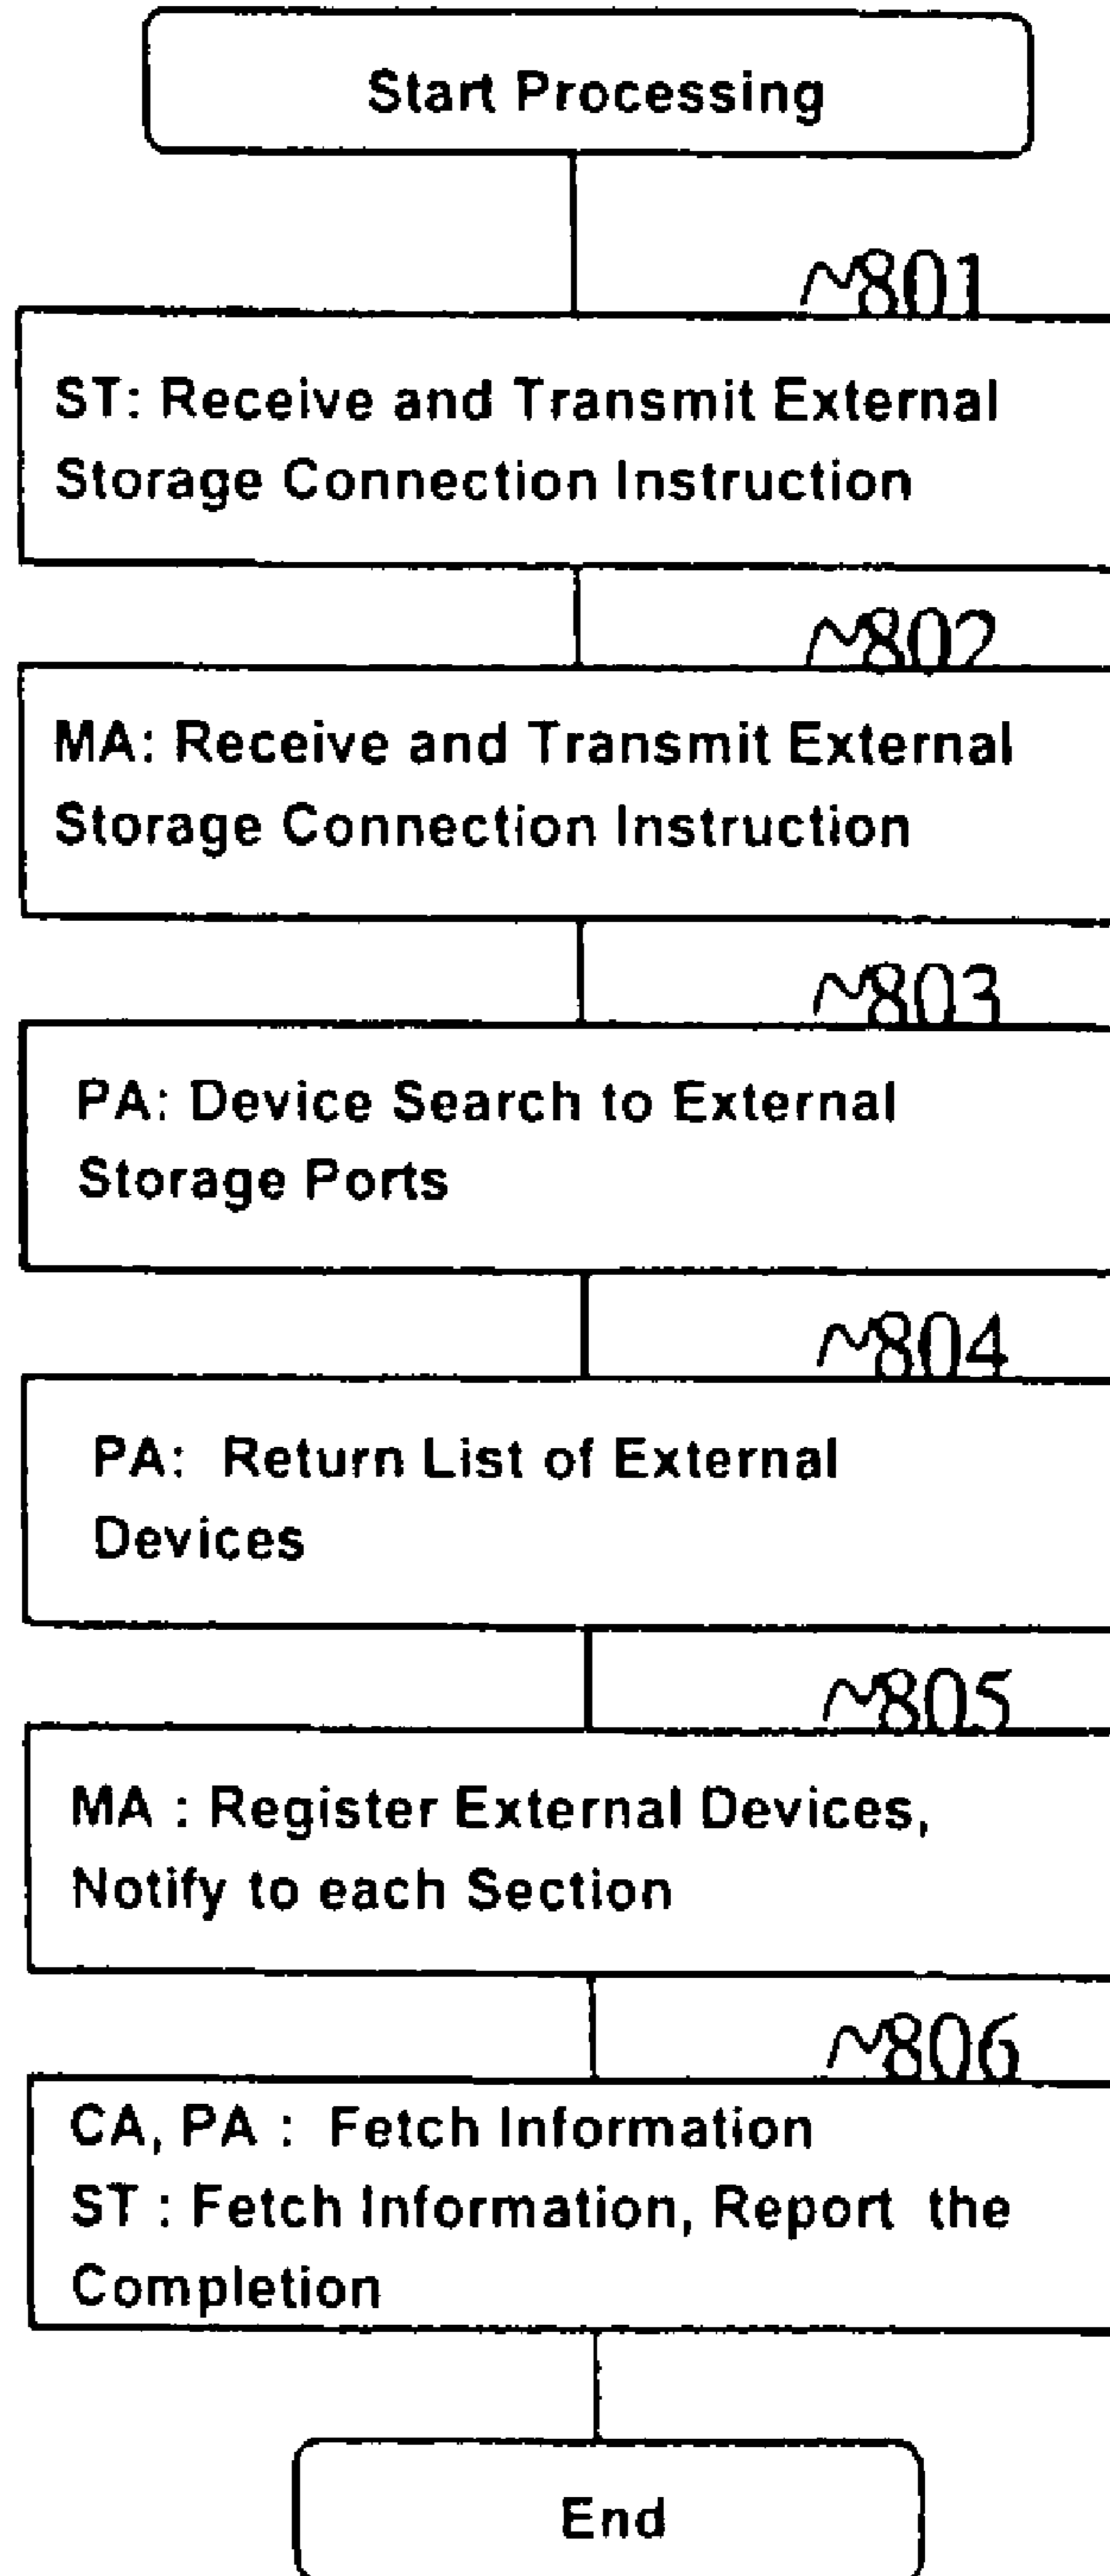 Start Processing
~801
ST: Receive and Transmit External
Storage Connection Instruction
~802
MA: Receive and Transmit External
Storage Connection Instruction
~803
PA: Device Search to External
Storage Ports
~804
PA: Return List of External
Devices
~805
MA : Register External Devices,
Notify to each Section
~806
CA, PA : Fetch Information
ST : Fetch Information, Report the
Completion
End